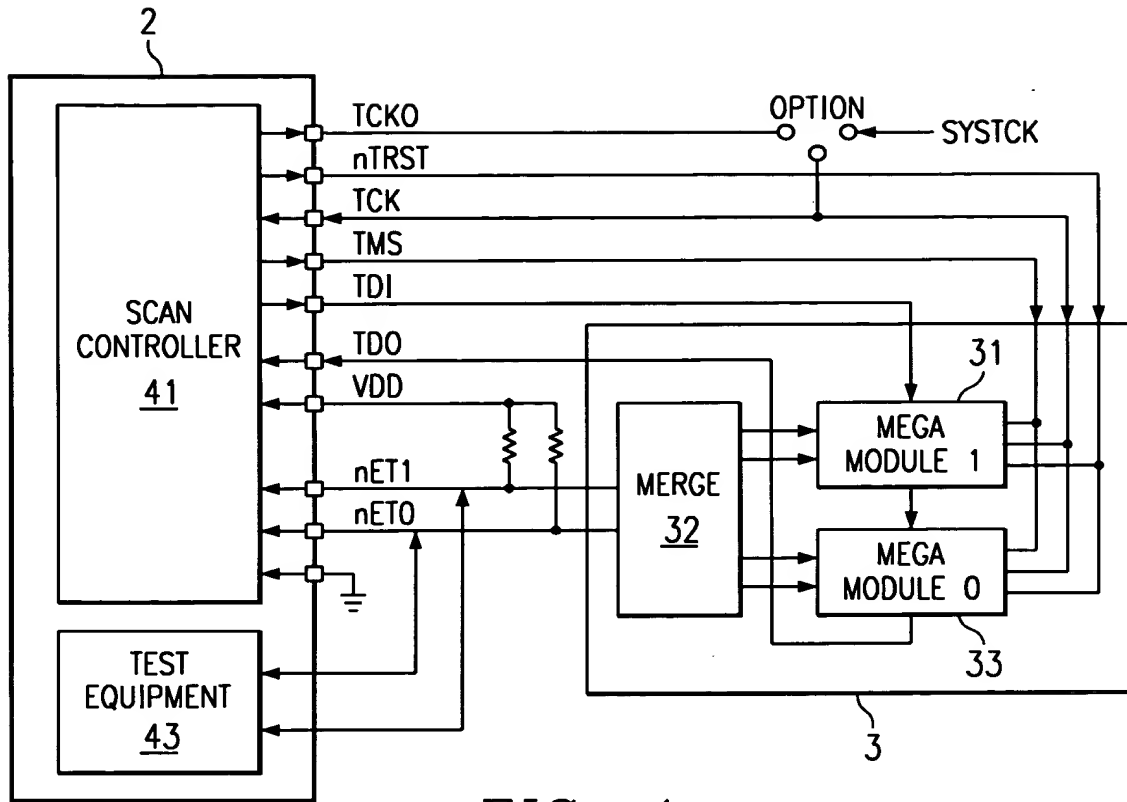 2
TCKO
OPTION
SYSTCK
nTRST
TCK
TMS
TDI
TDO
VDD
nET1
nET0
SCAN
CONTROLLER
41
TEST
EQUIPMENT
43
MERGE
32
31
MEGA
MODULE 1
MEGA
MODULE 0
33
3